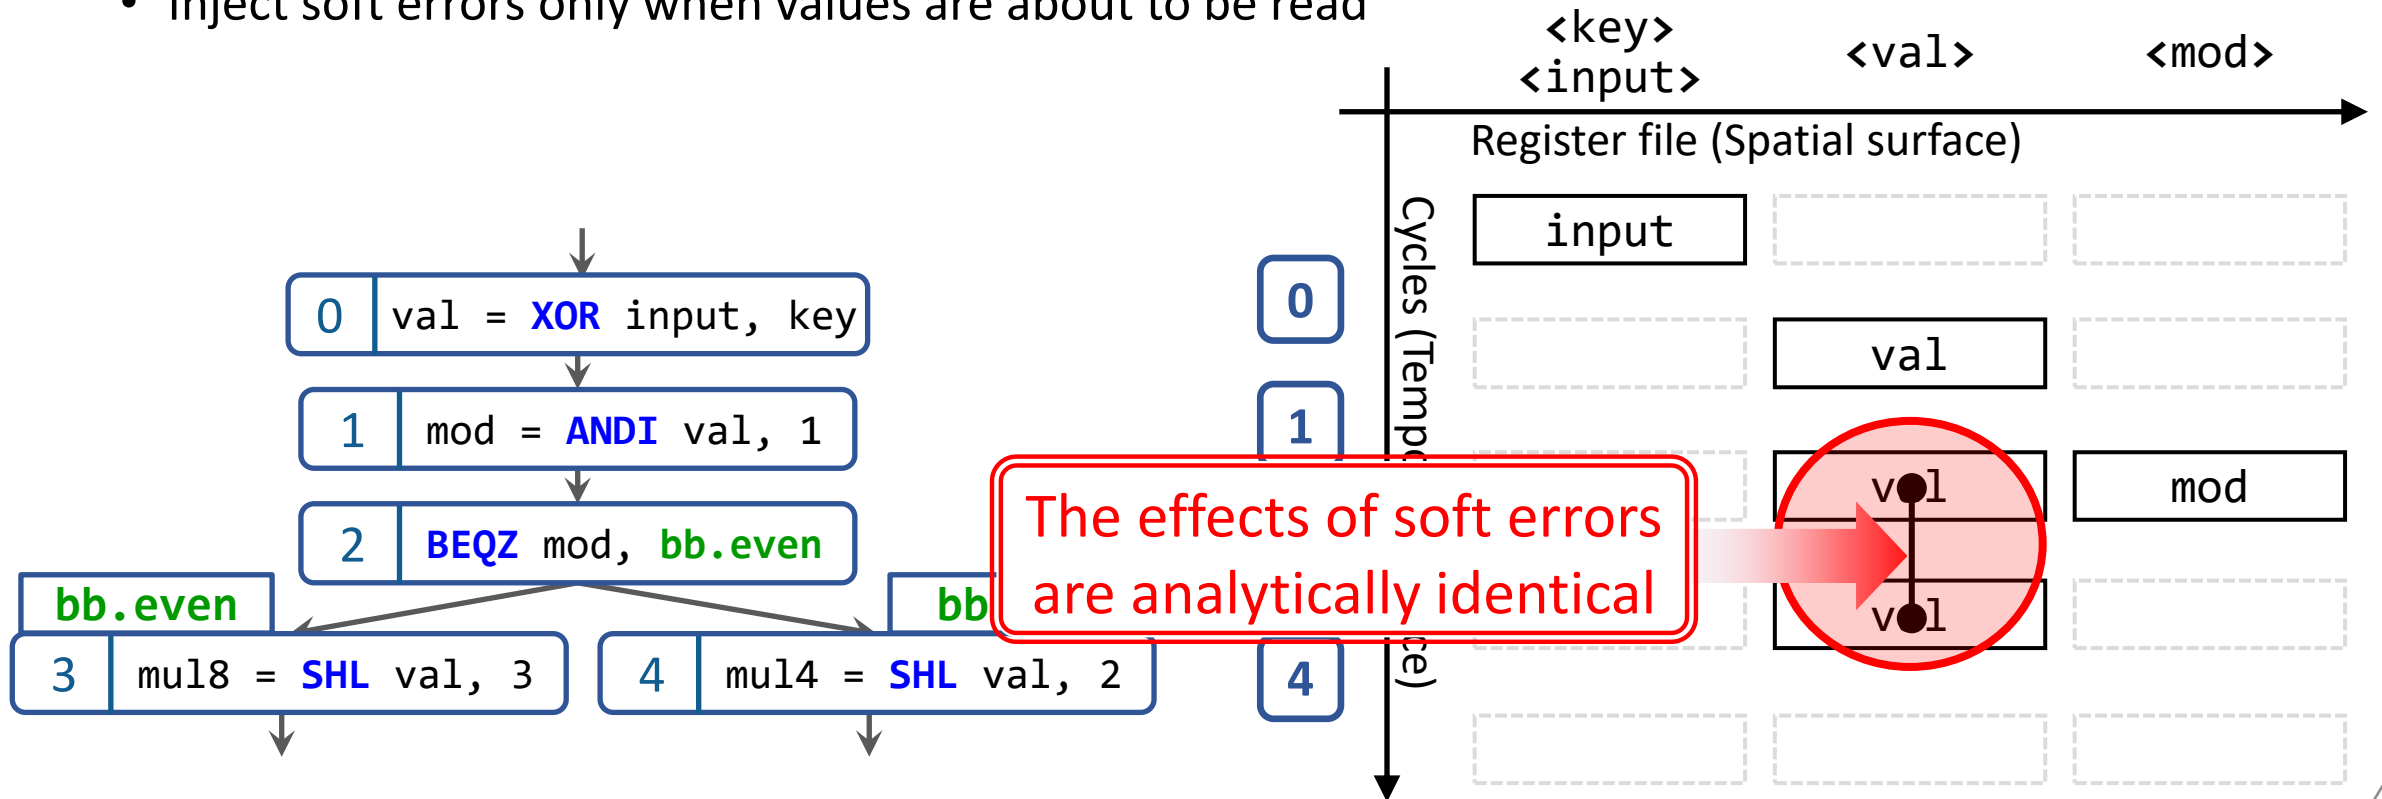 • Inject soft errors only when values are about to be read
<key>
<input>
<val>
<mod>
Register file (Spatial surface)
Cycles (Tempo
ce)
input
0
val
1
val
mod
val
4
0 val = XOR input, key
1 mod = ANDI val, 1
2 BEQZ mod, bb.even
bb.even
bb
3 mul8 = SHL val, 3
4 mul4 = SHL val, 2
The effects of soft errors
are analytically identical